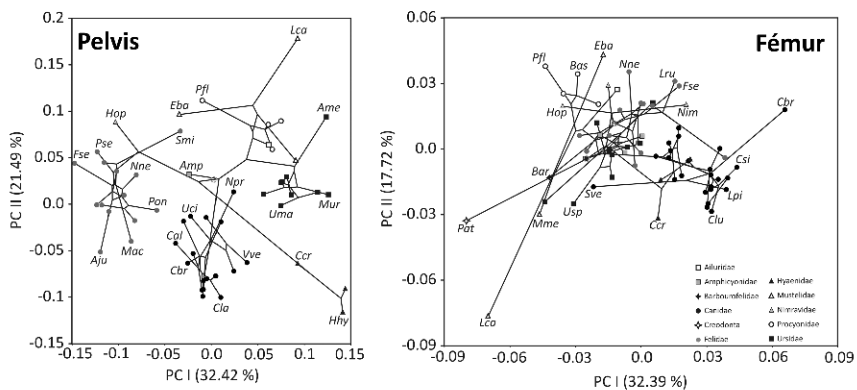 Pelvis
PC II (21.49 %)
0.2
0.15
0.1
0.05
0.0
-0.05
-0.1
-0.15
Lca
Pfl
Eba
Ame
Hop
Smi
Pse
Fse
Nne
Amp
Npr
Pon
Uma
Mur
Uci
Aju
Mac
Cal
Vve
Cbr
Ccr
Cla
Hhy
-0.15
-0.1
-0.05
0.0
0.05
0.1
0.15
PC I (32.42 %)
Fémur
PC II (17.72 %)
0.06
0.03
0.0
-0.03
-0.06
-0.09
Eba
Pfl
Bas
Nne
Lru
Fse
Hop
Nim
Cbr
Bar
Csi
Sve
Lpi
Usp
Mme
Pat
Ccr
Clu
Lca
Ailuridae
Amphicyonidae
Barbourofelidae
Canidae
Creodonta
Felidae
Hyaenidae
Mustelidae
Nimravidae
Procyonidae
Ursidae
-0.09
-0.06
-0.03
0.0
0.03
0.06
0.09
PC I (32.39 %)